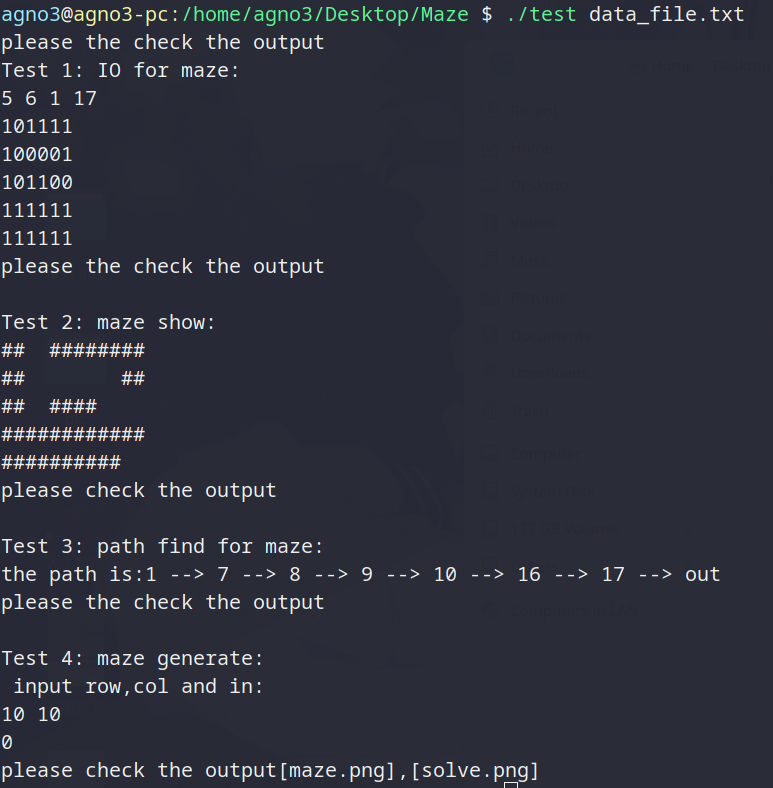 agno3@agno3-pc:/home/agno3/Desktop/Maze $ ./test data_file.txt
please the check the output
Test 1: IO for maze:
5 6 1 17
101111
100001
101100
111111
111111
please the check the output
Test 2: maze show:
##  ########
##        ##
##  ####
############
##########
please check the output
Test 3: path find for maze:
the path is:1 --> 7 --> 8 --> 9 --> 10 --> 16 --> 17 --> out
please the check the output
Test 4: maze generate:
 input row,col and in:
10 10
0
please check the output[maze.png],[solve.png]